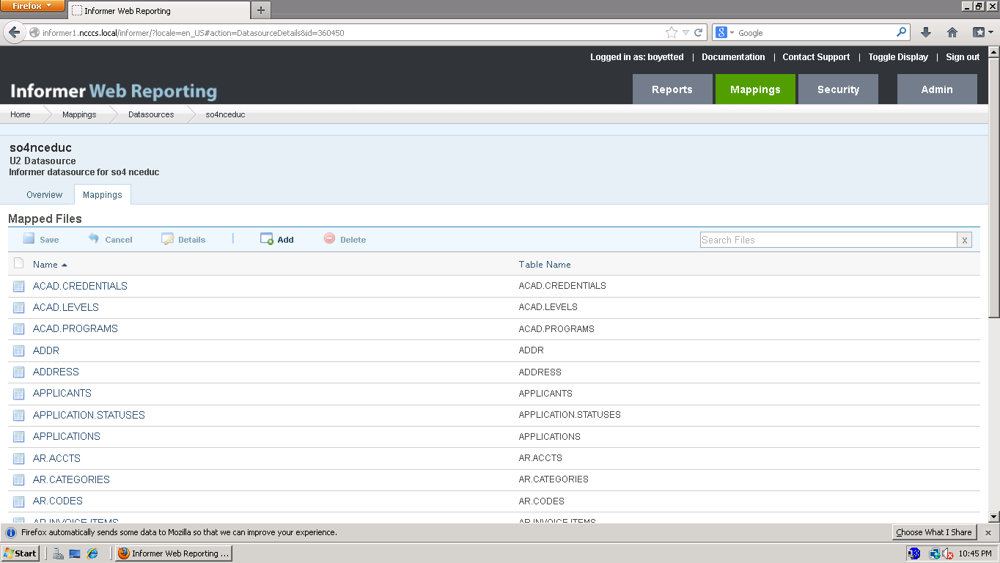 Firefox
Informer Web Reporting
informer1.ncccs.local/informer/?locale=en_US#action=DatasourceDetails&id=360450
Google
Logged in as: boyetted | Documentation | Contact Support | Toggle Display | Sign out
Informer Web Reporting
Reports Mappings Security Admin
Home Mappings Datasources so4nceduc
so4nceduc
U2 Datasource
Informer datasource for so4 nceduc
Overview Mappings
Mapped Files
Save Cancel Details | Add Delete Search Files x
Name Table Name
ACAD.CREDENTIALS ACAD.CREDENTIALS
ACAD.LEVELS ACAD.LEVELS
ACAD.PROGRAMS ACAD.PROGRAMS
ADDR ADDR
ADDRESS ADDRESS
APPLICANTS APPLICANTS
APPLICATION.STATUSES APPLICATION.STATUSES
APPLICATIONS APPLICATIONS
AR.ACCTS AR.ACCTS
AR.CATEGORIES AR.CATEGORIES
AR.CODES AR.CODES
AR.INVOICE.ITEMS AR.INVOICE.ITEMS
Firefox automatically sends some data to Mozilla so that we can improve your experience. Choose What I Share
Start Informer Web Reporting ... 10:45 PM